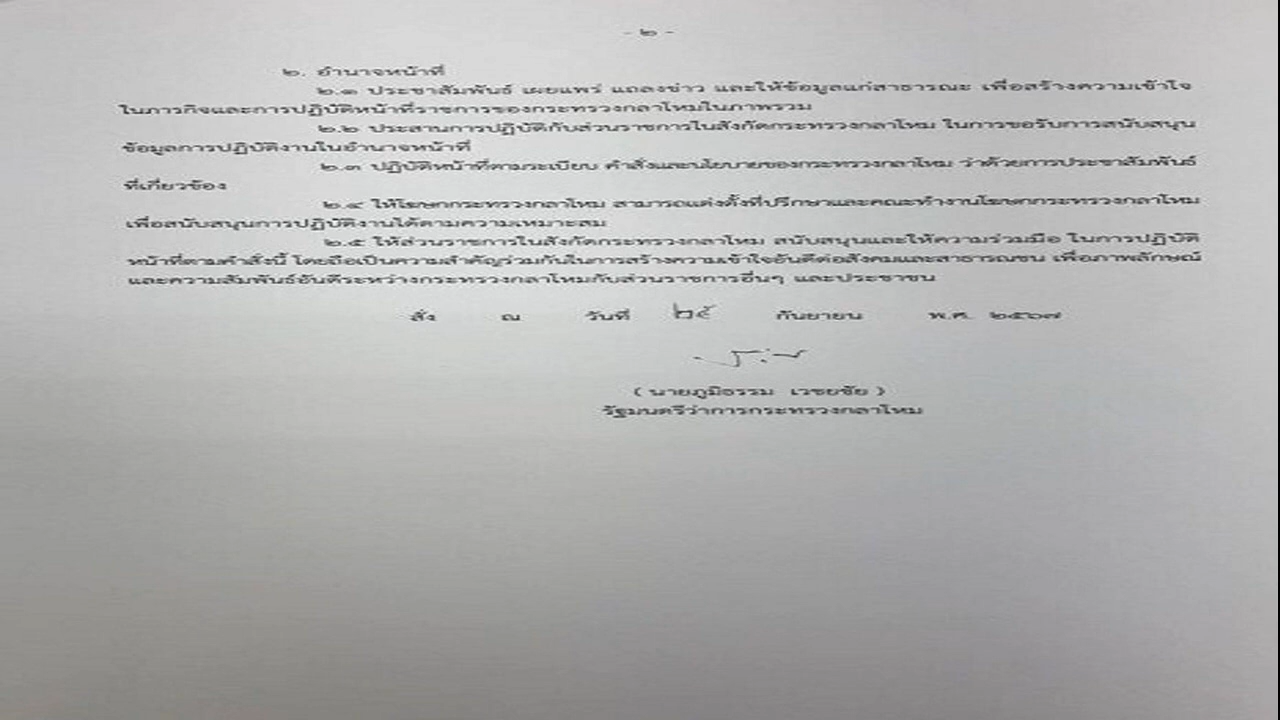 - ๒ -
๒. อำนาจหน้าที่
๒.๑ ประชาสัมพันธ์ เผยแพร่ แถลงข่าว และให้ข้อมูลแก่สาธารณะ เพื่อสร้างความเข้าใจ
ในภารกิจและการปฏิบัติหน้าที่ราชการของกระทรวงกลาโหมในภาพรวม
๒.๒ ประสานการปฏิบัติกับส่วนราชการในสังกัดกระทรวงกลาโหม ในการขอรับการสนับสนุน
ข้อมูลการปฏิบัติงานในอำนาจหน้าที่
๒.๓ ปฏิบัติหน้าที่ตามระเบียบ คำสั่งและนโยบายของกระทรวงกลาโหม ว่าด้วยการประชาสัมพันธ์
ที่เกี่ยวข้อง
๒.๔ ให้โฆษกกระทรวงกลาโหม สามารถแต่งตั้งที่ปรึกษาและคณะทำงานโฆษกกระทรวงกลาโหม
เพื่อสนับสนุนการปฏิบัติงานได้ตามความเหมาะสม
๒.๕ ให้ส่วนราชการในสังกัดกระทรวงกลาโหม สนับสนุนและให้ความร่วมมือ ในการปฏิบัติ
หน้าที่ตามคำสั่งนี้ โดยถือเป็นความสำคัญร่วมกันในการสร้างความเข้าใจอันดีต่อสังคมและสาธารณชน เพื่อภาพลักษณ์
และความสัมพันธ์อันดีระหว่างกระทรวงกลาโหมกับส่วนราชการอื่นๆ และประชาชน
สั่ง ณ วันที่ ๒๕ กันยายน พ.ศ. ๒๕๖๗
( นายภูมิธรรม เวชยชัย )
รัฐมนตรีว่าการกระทรวงกลาโหม